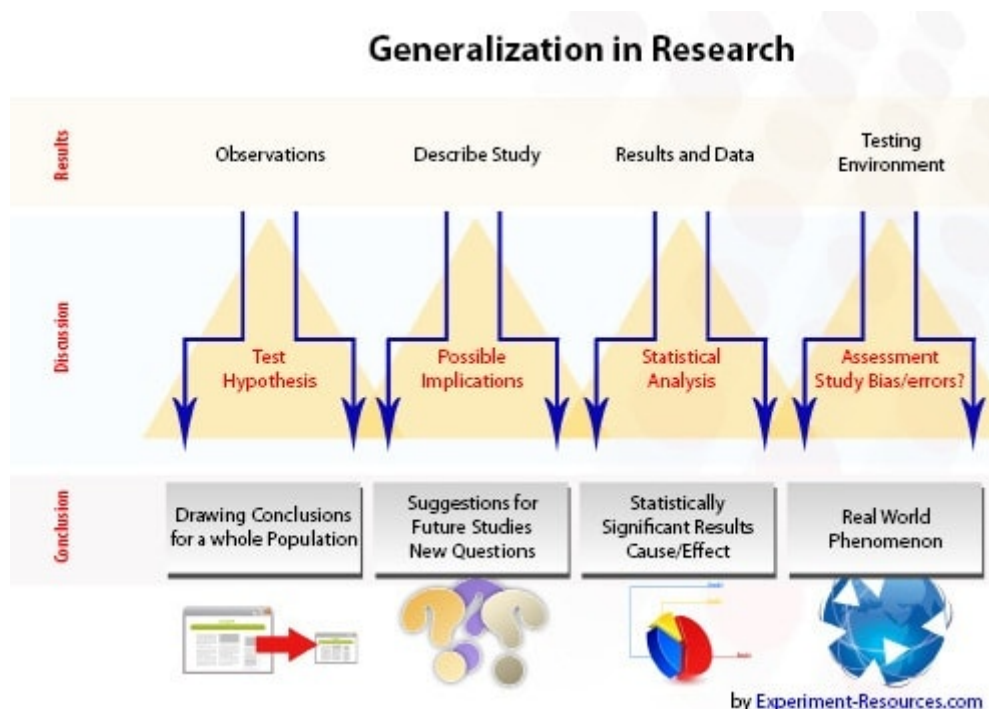 Generalization in Research
Results
Observations
Describe Study
Results and Data
Testing
Environment
Discussion
Test
Hypothesis
Possible
Implications
Statistical
Analysis
Assessment
Study Bias/errors?
Conclusion
Drawing Conclusions
for a whole Population
Suggestions for
Future Studies
New Questions
Statistically
Significant Results
Cause/Effect
Real World
Phenomenon
by Experiment-Resources.com